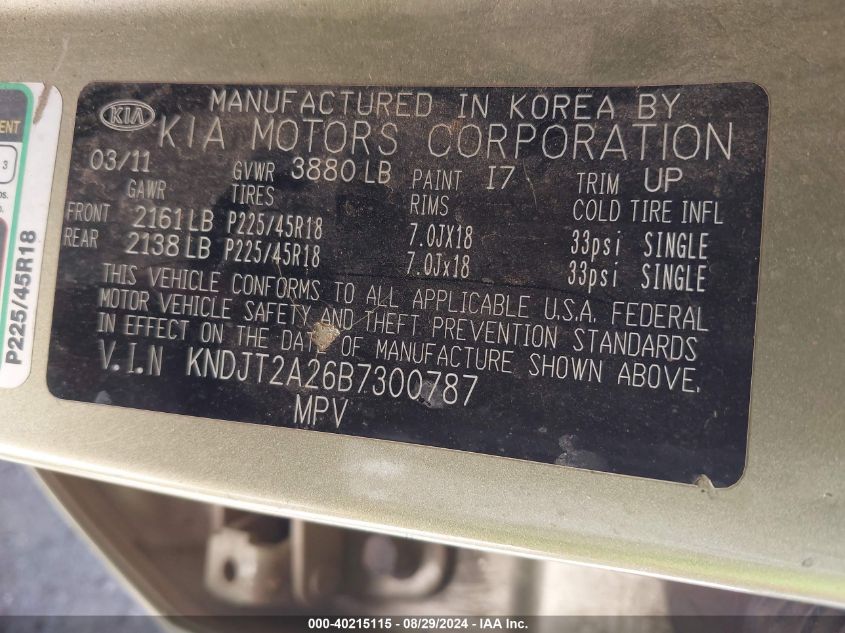 MANUFACTURED IN KOREA BY
KIA
KIA MOTORS CORPORATION
03/11 GVWR 3880 LB PAINT I7 TRIM UP
GAWR TIRES RIMS COLD TIRE INFL
FRONT 2161 LB P225/45R18 7.0JX18 33psi SINGLE
REAR 2138 LB P225/45R18 7.0Jx18 33psi SINGLE
THIS VEHICLE CONFORMS TO ALL APPLICABLE U.S.A. FEDERAL
MOTOR VEHICLE SAFETY AND THEFT PREVENTION STANDARDS
IN EFFECT ON THE DATE OF MANUFACTURE SHOWN ABOVE.
V.I.N KNDJT2A26B7300787
MPV
ENT
3
P225/45R18
000-40215115 - 08/29/2024 - IAA Inc.